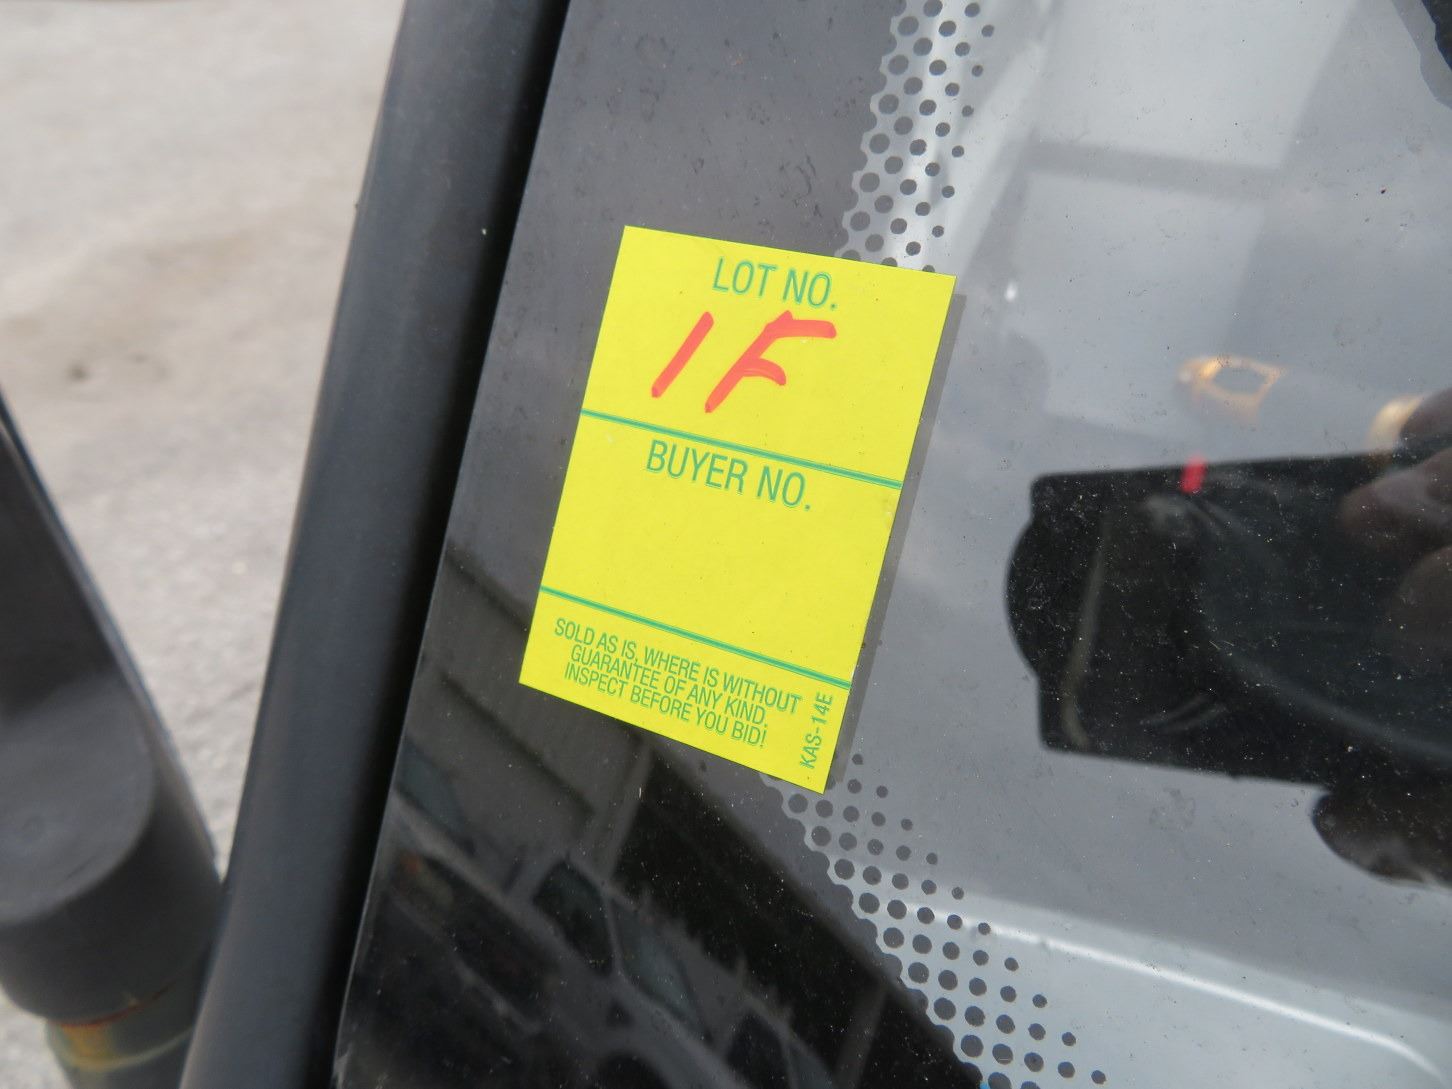 LOT NO.
1F
BUYER NO.
SOLD AS IS, WHERE IS WITHOUT
GUARANTEE OF ANY KIND.
INSPECT BEFORE YOU BID!
KAS-14E